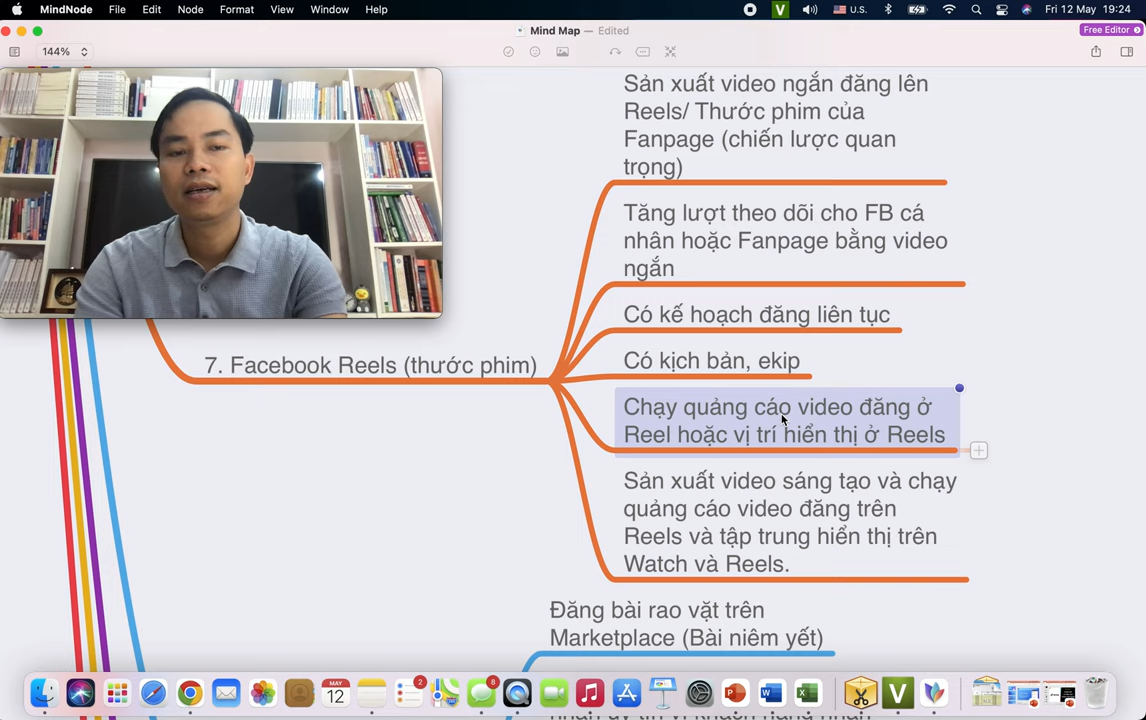 MindNode File Edit Node Format View Window Help
V
U.S.
Fri 12 May 19:24
Mind Map — Edited
Free Editor
144%
Sản xuất video ngắn đăng lên
Reels/ Thước phim của
Fanpage (chiến lược quan
trọng)
Tăng lượt theo dõi cho FB cá
nhân hoặc Fanpage bằng video
ngắn
Có kế hoạch đăng liên tục
7. Facebook Reels (thước phim)
Có kịch bản, ekip
Chạy quảng cáo video đăng ở
Reel hoặc vị trí hiển thị ở Reels
Sản xuất video sáng tạo và chạy
quảng cáo video đăng trên
Reels và tập trung hiển thị trên
Watch và Reels.
Đăng bài rao vặt trên
Marketplace (Bài niêm yết)
MAY
12
2
8
P
W
X
V